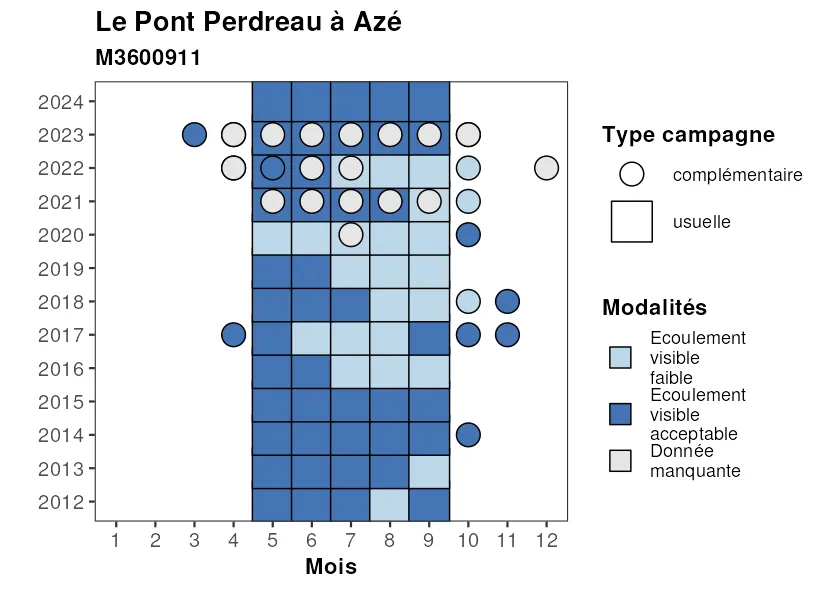 Le Pont Perdreau à Azé
M3600911
2024
2023
2022
2021
2020
2019
2018
2017
2016
2015
2014
2013
2012
1 2 3 4 5 6 7 8 9 10 11 12
Mois
Type campagne
complémentaire
usuelle
Modalités
Ecoulement
visible
faible
Ecoulement
visible
acceptable
Donnée
manquante